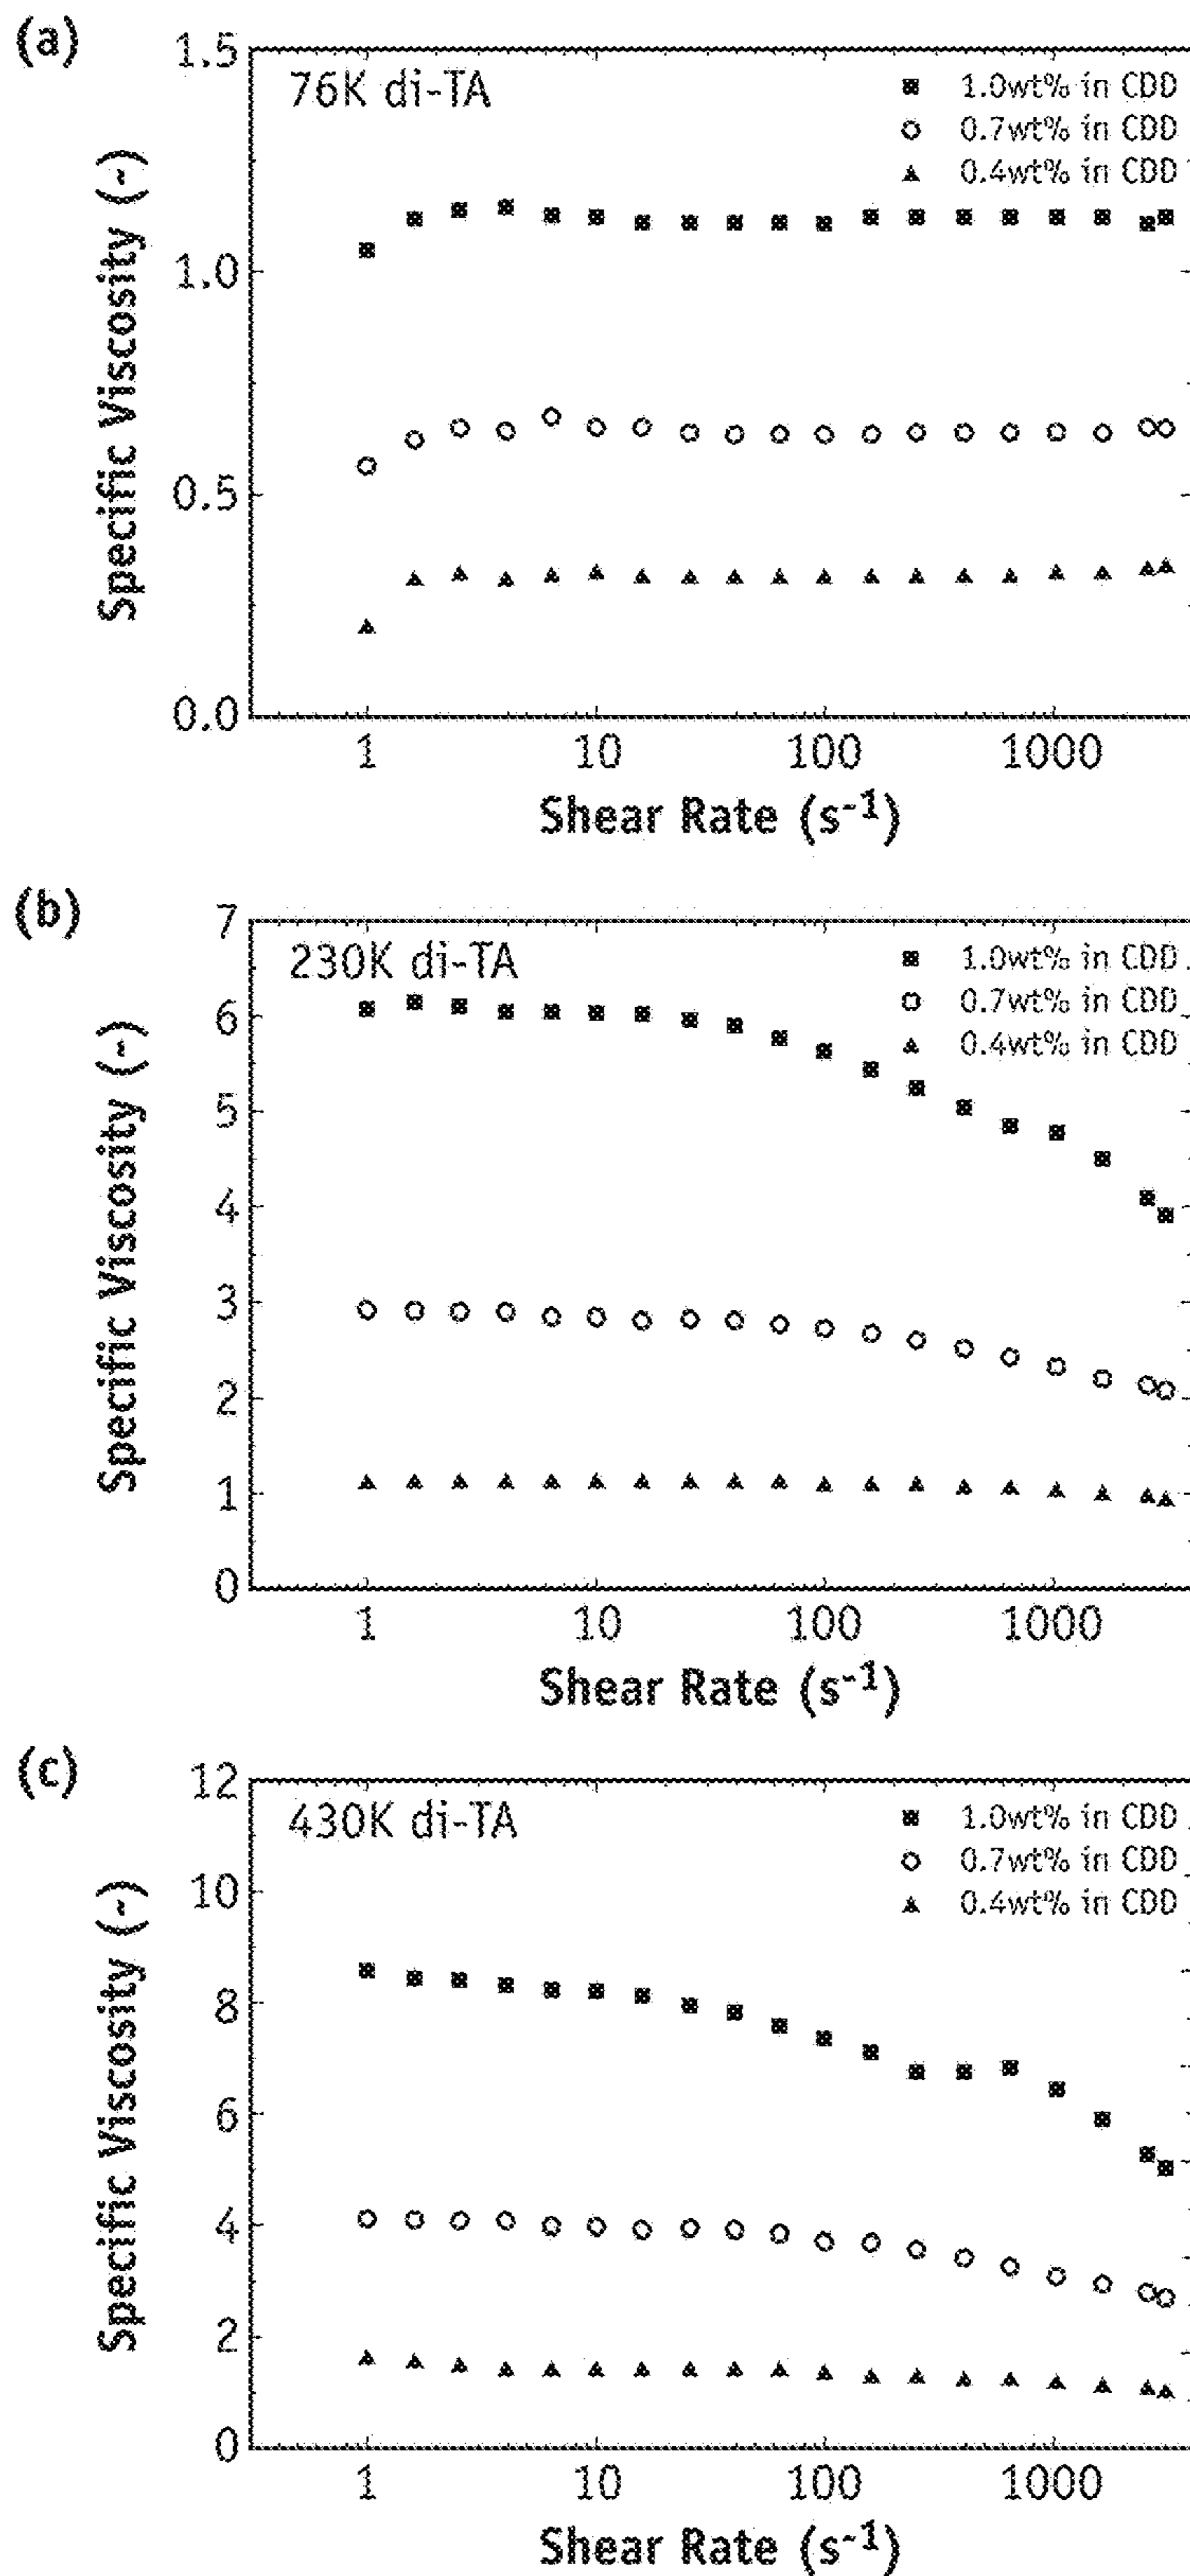 (a)
1.5
76K di-TA
1.0wt% in CDD
0.7wt% in CDD
0.4wt% in CDD
1.0
0.5
0.0
Specific Viscosity (-)
1 10 100 1000
Shear Rate (s⁻¹)
(b)
7
230K di-TA
1.0wt% in CDD
0.7wt% in CDD
0.4wt% in CDD
6
5
4
3
2
1
0
Specific Viscosity (-)
1 10 100 1000
Shear Rate (s⁻¹)
(c)
12
430K di-TA
1.0wt% in CDD
0.7wt% in CDD
0.4wt% in CDD
10
8
6
4
2
0
Specific Viscosity (-)
1 10 100 1000
Shear Rate (s⁻¹)